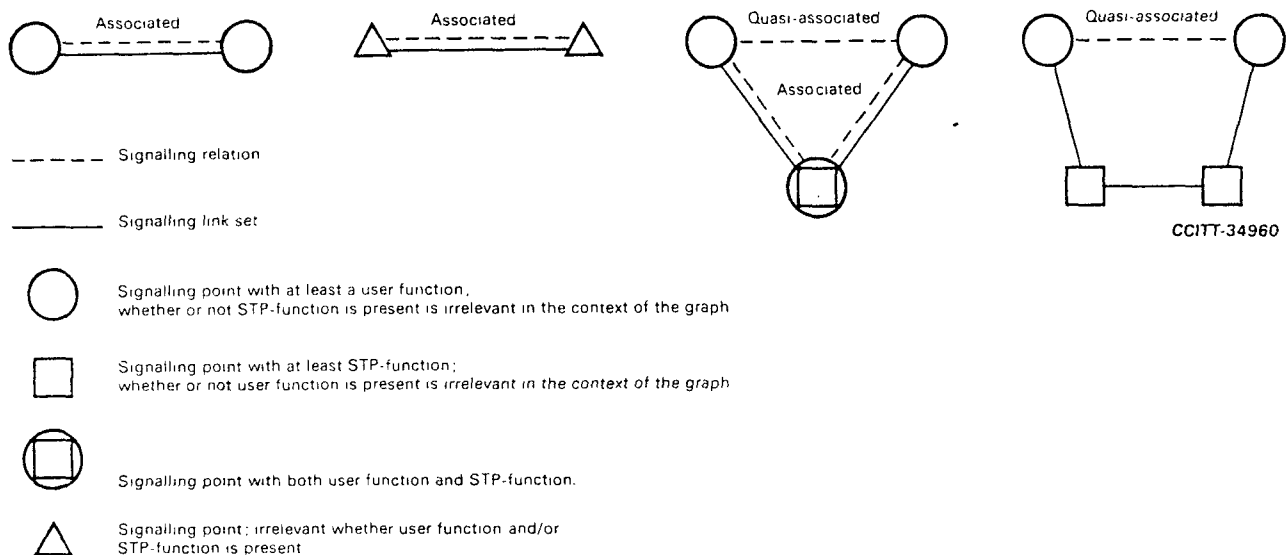 Associated
Associated
Quasi-associated
Quasi-associated
Associated
Signalling relation
Signalling link set
CCITT-34960
Signalling point with at least a user function,
whether or not STP-function is present is irrelevant in the context of the graph
Signalling point with at least STP-function;
whether or not user function is present is irrelevant in the context of the graph
Signalling point with both user function and STP-function.
Signalling point; irrelevant whether user function and/or
STP-function is present